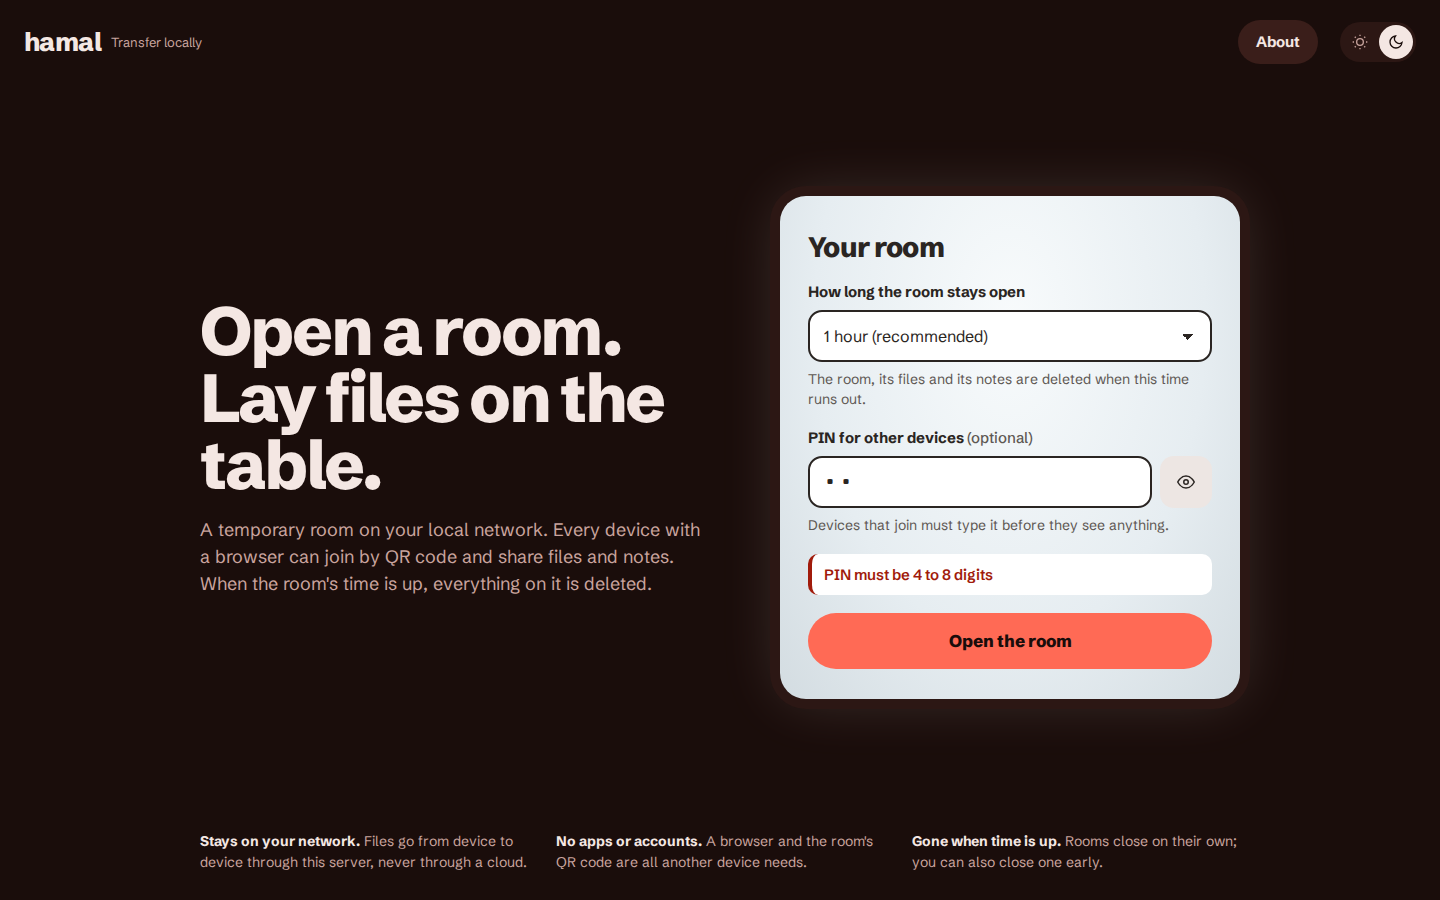 hamal Transfer locally
About
Open a room.
Lay files on the
table.
A temporary room on your local network. Every device with
a browser can join by QR code and share files and notes.
When the room's time is up, everything on it is deleted.
Your room
How long the room stays open
1 hour (recommended)
The room, its files and its notes are deleted when this time
runs out.
PIN for other devices (optional)
Devices that join must type it before they see anything.
PIN must be 4 to 8 digits
Open the room
Stays on your network. Files go from device to
device through this server, never through a cloud.
No apps or accounts. A browser and the room's
QR code are all another device needs.
Gone when time is up. Rooms close on their own;
you can also close one early.